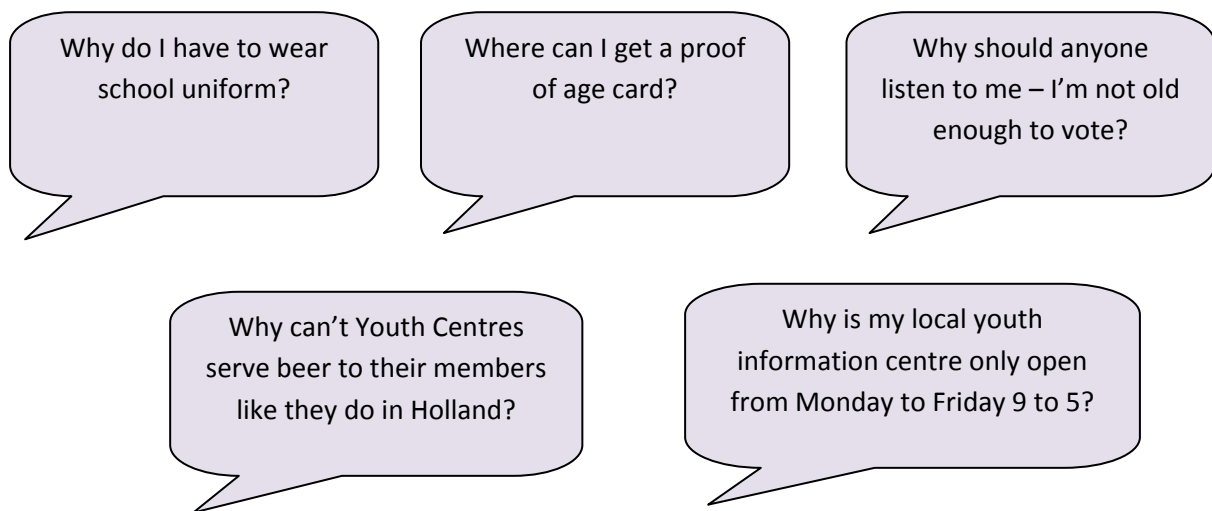 Why do I have to wear
school uniform?
Where can I get a proof
of age card?
Why should anyone
listen to me – I’m not old
enough to vote?
Why can’t Youth Centres
serve beer to their members
like they do in Holland?
Why is my local youth
information centre only open
from Monday to Friday 9 to 5?